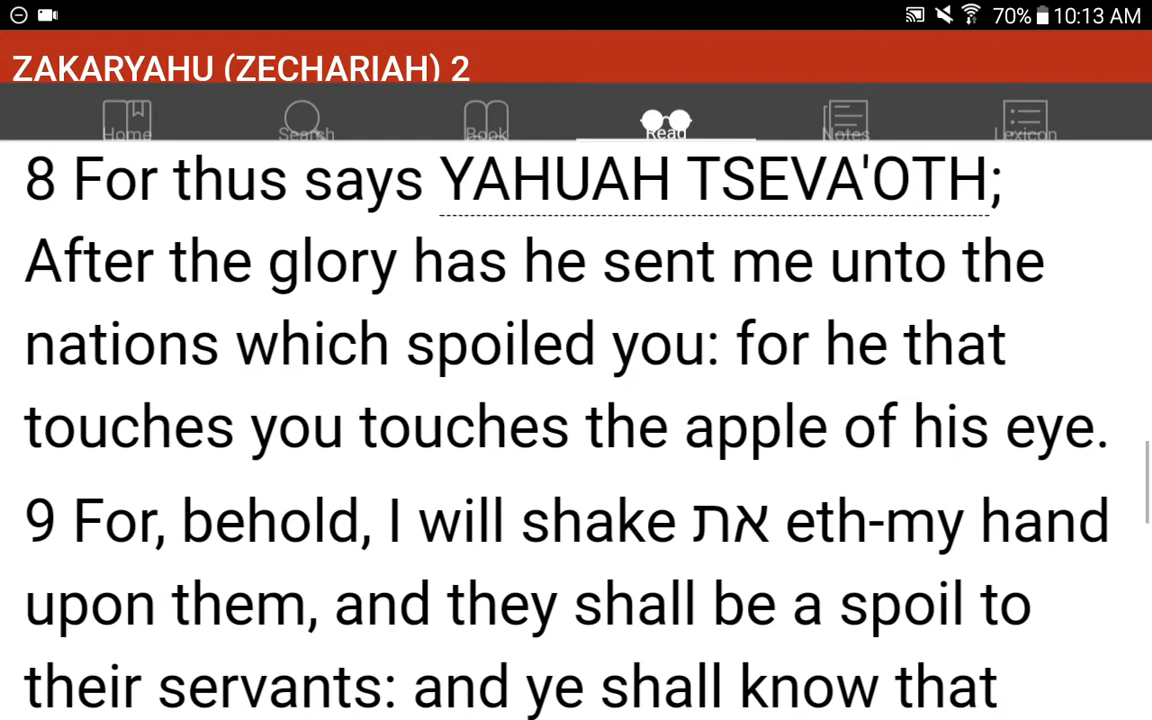 70% 10:13 AM
ZAKARYAHU (ZECHARIAH) 2
Home Search Book Read Notes Lexicon
8 For thus says YAHUAH TSEVA'OTH;
After the glory has he sent me unto the
nations which spoiled you: for he that
touches you touches the apple of his eye.
9 For, behold, I will shake את eth-my hand
upon them, and they shall be a spoil to
their servants: and ye shall know that